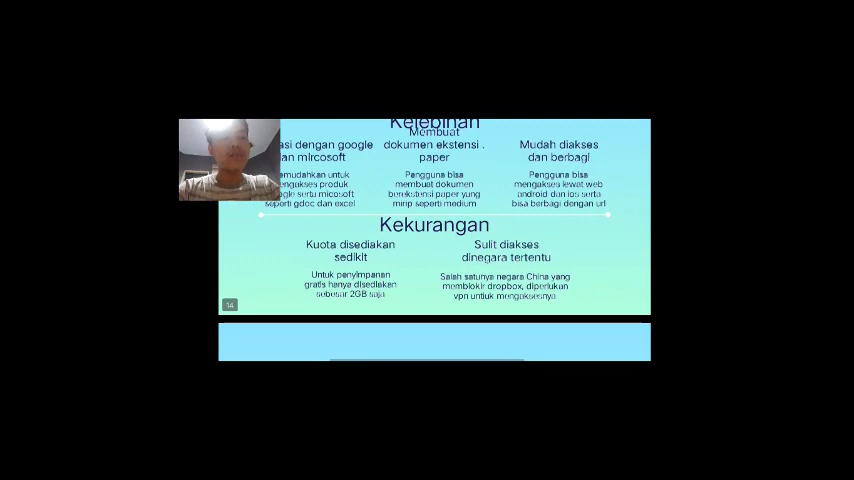 Kelebihan
asi dengan google
dan mircosoft
emudahkan untuk
engakses produk
oogle serta micosoft
seperti gdoc dan excel
Membuat
dokumen ekstensi .
paper
Pengguna bisa
membuat dokumen
berekstensi paper yang
mirip seperti medium
Mudah diakses
dan berbagi
Pengguna bisa
mengakses lewat web
android dan ios serta
bisa berbagi dengan url
Kekurangan
Kuota disediakan
sedikit
Untuk penyimpanan
gratis hanya disediakan
sebesar 2GB saja
Sulit diakses
dinegara tertentu
Salah satunya negara China yang
memblokir dropbox, diperlukan
vpn untuk mengaksesnya
14